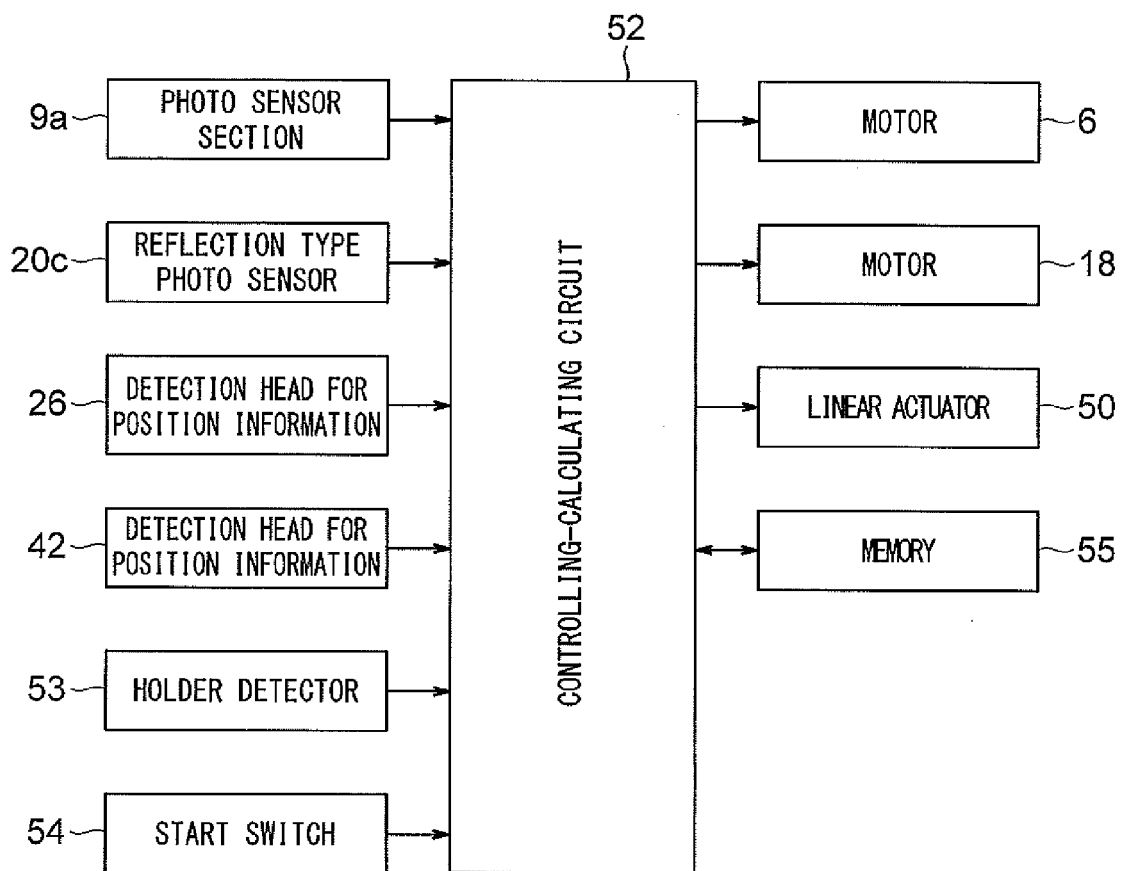 52
9a
PHOTO SENSOR
SECTION
20c
REFLECTION TYPE
PHOTO SENSOR
26
DETECTION HEAD FOR
POSITION INFORMATION
42
DETECTION HEAD FOR
POSITION INFORMATION
53
HOLDER DETECTOR
54
START SWITCH
CONTROLLING-CALCULATING CIRCUIT
MOTOR
6
MOTOR
18
LINEAR ACTUATOR
50
MEMORY
55